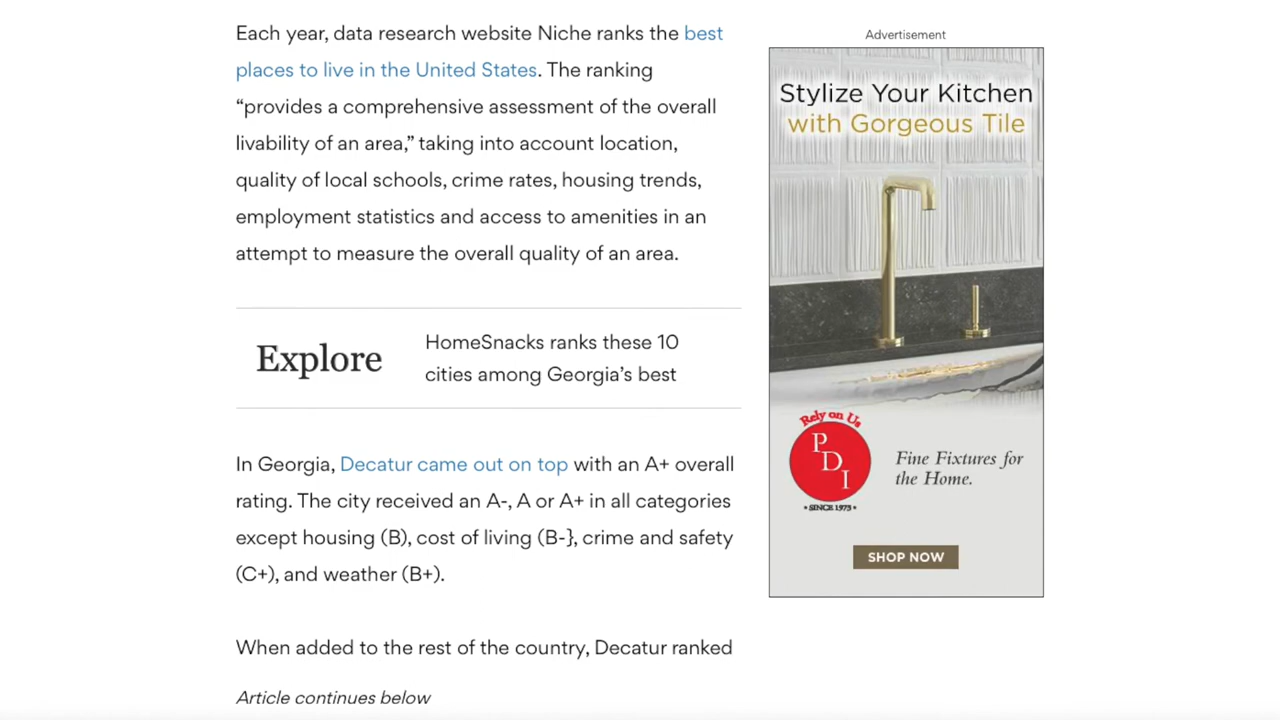 Each year, data research website Niche ranks the best
places to live in the United States. The ranking
“provides a comprehensive assessment of the overall
livability of an area,” taking into account location,
quality of local schools, crime rates, housing trends,
employment statistics and access to amenities in an
attempt to measure the overall quality of an area.
Explore
HomeSnacks ranks these 10
cities among Georgia’s best
In Georgia, Decatur came out on top with an A+ overall
rating. The city received an A-, A or A+ in all categories
except housing (B), cost of living (B-}, crime and safety
(C+), and weather (B+).
When added to the rest of the country, Decatur ranked
Article continues below
Advertisement
Stylize Your Kitchen
with Gorgeous Tile
Rely on Us
PDI
• SINCE 1973 •
Fine Fixtures for
the Home.
SHOP NOW